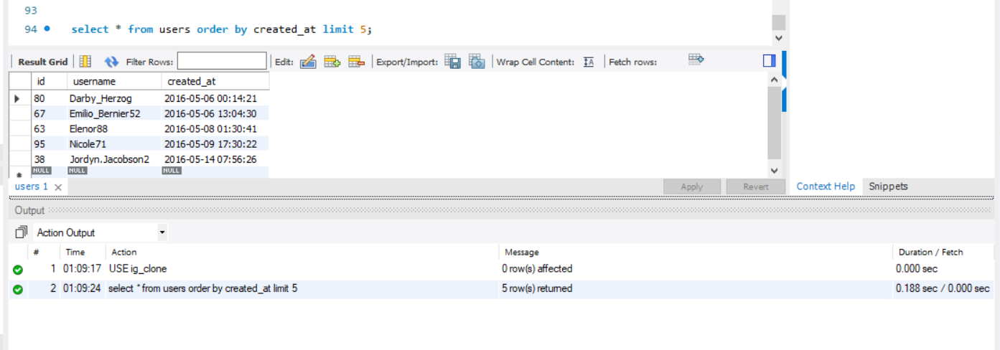 93
94 select * from users order by created_at limit 5;
Result Grid Filter Rows: Edit: Export/Import: Wrap Cell Content: IA Fetch rows:
id username created_at
80 Darby_Herzog 2016-05-06 00:14:21
67 Emilio_Bernier52 2016-05-06 13:04:30
63 Elenor88 2016-05-08 01:30:41
95 Nicole71 2016-05-09 17:30:22
38 Jordyn.Jacobson2 2016-05-14 07:56:26
NULL NULL NULL
users 1 Apply Revert Context Help Snippets
Output
Action Output
# Time Action Message Duration / Fetch
1 01:09:17 USE ig_clone 0 row(s) affected 0.000 sec
2 01:09:24 select * from users order by created_at limit 5 5 row(s) returned 0.188 sec / 0.000 sec